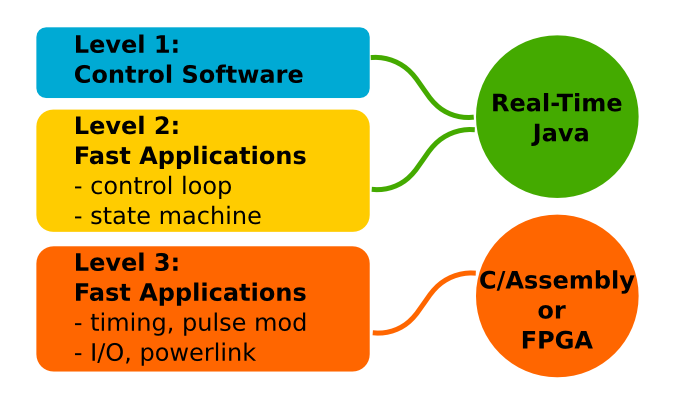 Level 1:
Control Software
Level 2:
Fast Applications
- control loop
- state machine
Level 3:
Fast Applications
- timing, pulse mod
- I/O, powerlink
Real-Time
Java
C/Assembly
or
FPGA